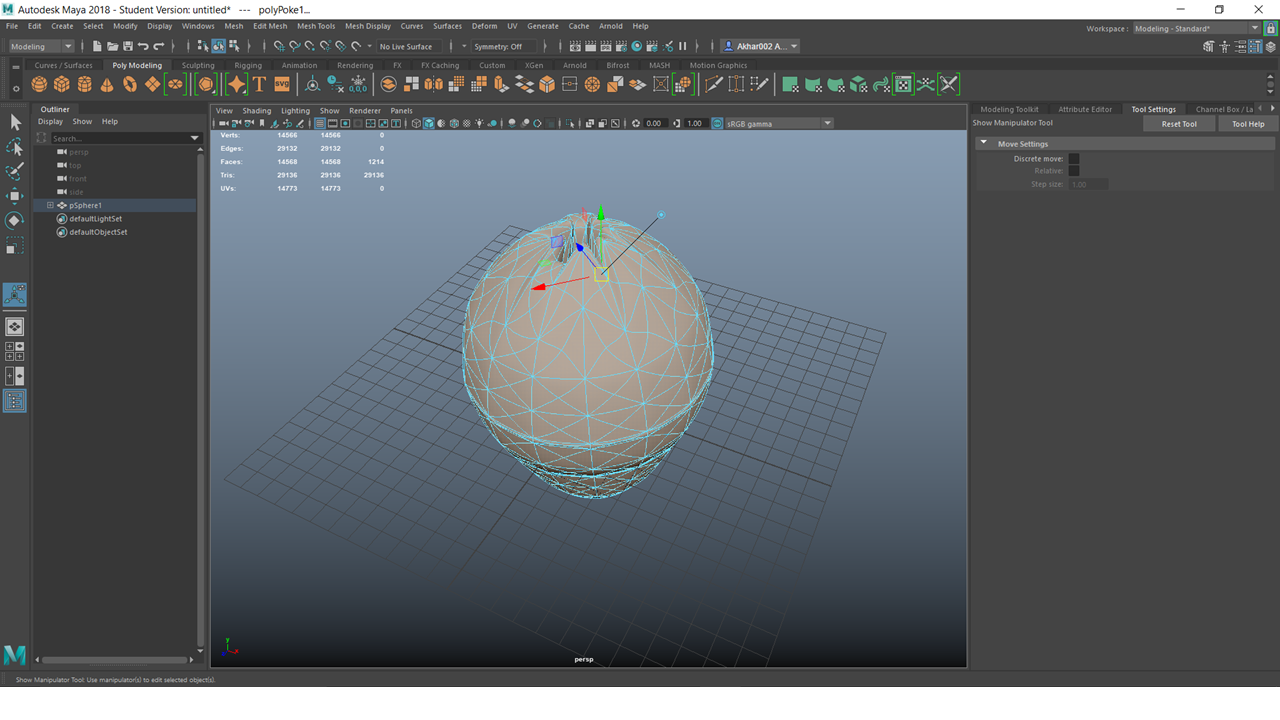 Autodesk Maya 2018 - Student Version: untitled* --- polyPoke1...
File Edit Create Select Modify Display Windows Mesh Edit Mesh Mesh Tools Mesh Display Curves Surfaces Deform UV Generate Cache Arnold Help
Workspace : Modeling - Standard*
Modeling No Live Surface Symmetry: Off Akhar002 A...
Curves / Surfaces Poly Modeling Sculpting Rigging Animation Rendering FX FX Caching Custom XGen Arnold Bifrost MASH Motion Graphics
T SVG 0,0,0
Outliner
Display Show Help
Search...
persp
top
front
side
pSphere1
defaultLightSet
defaultObjectSet
View Shading Lighting Show Renderer Panels
0.00 1.00 sRGB gamma
Verts: 14566 14566 0
Edges: 29132 29132 0
Faces: 14568 14568 1214
Tris: 29136 29136 29136
UVs: 14773 14773 0
y
persp
Modeling Toolkit Attribute Editor Tool Settings Channel Box / La
Show Manipulator Tool Reset Tool Tool Help
Move Settings
Discrete move:
Relative:
Step size: 1.00
M
Show Manipulator Tool: Use manipulator(s) to edit selected object(s).